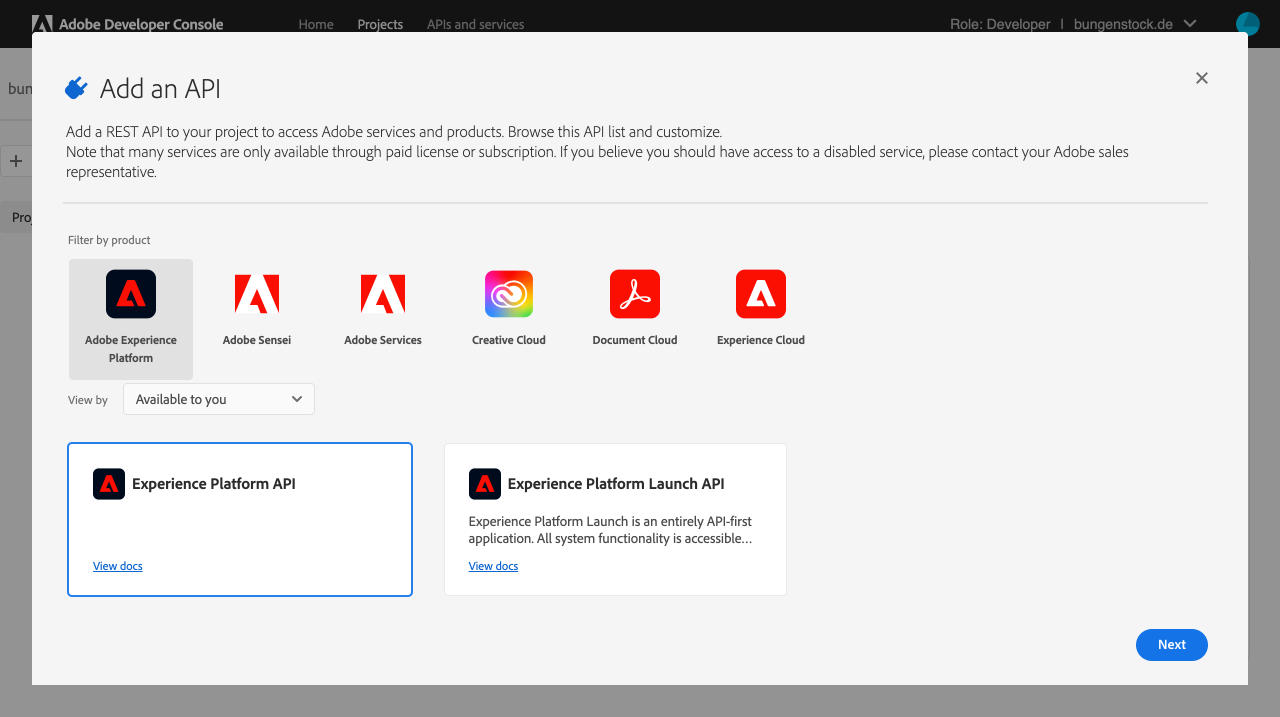 Adobe Developer Console
Home Projects APIs and services
Role: Developer | bungenstock.de
bun
Proj
Add an API
Add a REST API to your project to access Adobe services and products. Browse this API list and customize.
Note that many services are only available through paid license or subscription. If you believe you should have access to a disabled service, please contact your Adobe sales
representative.
Filter by product
Adobe Experience
Platform
Adobe Sensei
Adobe Services
Creative Cloud
Document Cloud
Experience Cloud
View by Available to you
Experience Platform API
View docs
Experience Platform Launch API
Experience Platform Launch is an entirely API-first
application. All system functionality is accessible...
View docs
Next